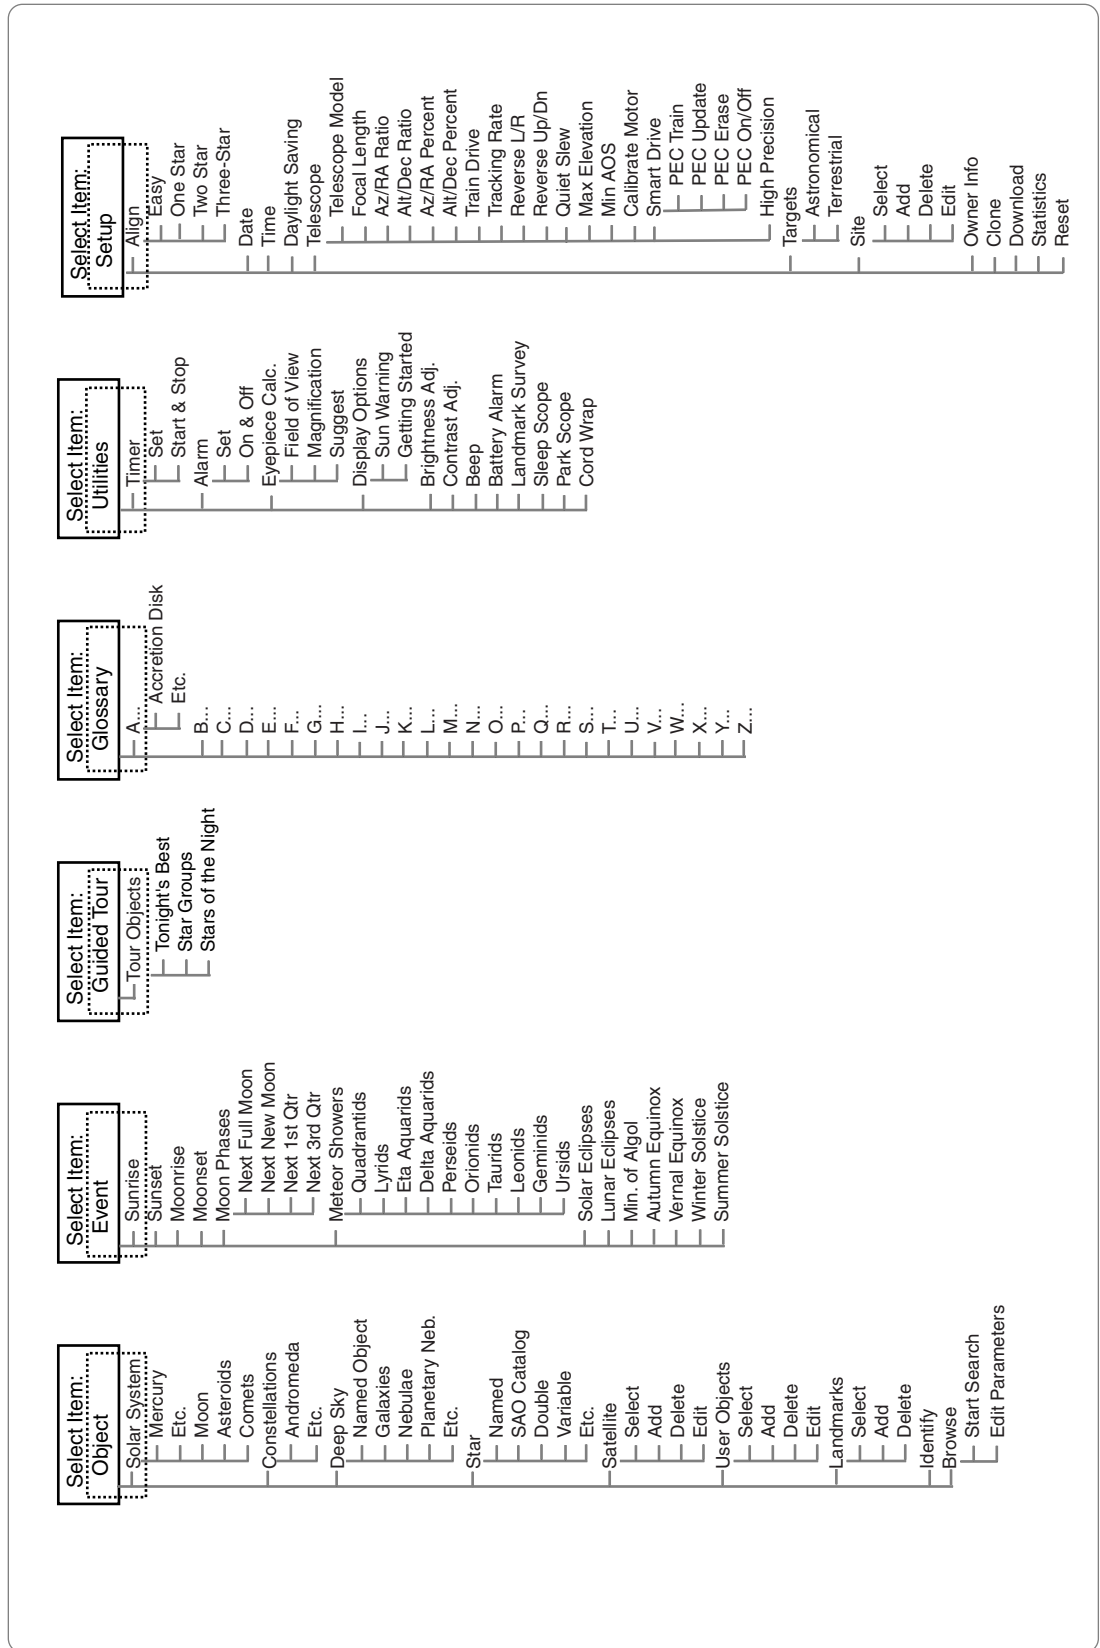 Select Item:
Object
Solar System
Mercury
Etc.
Moon
Asteroids
Comets
Constellations
Andromeda
Etc.
Deep Sky
Named Object
Galaxies
Nebulae
Planetary Neb.
Etc.
Star
Named
SAO Catalog
Double
Variable
Etc.
Satellite
Select
Add
Delete
Edit
User Objects
Select
Add
Delete
Edit
Landmarks
Select
Add
Delete
Identify
Browse
Start Search
Edit Parameters
Select Item:
Event
Sunrise
Sunset
Moonrise
Moonset
Moon Phases
Next Full Moon
Next New Moon
Next 1st Qtr
Next 3rd Qtr
Meteor Showers
Quadrantids
Lyrids
Eta Aquarids
Delta Aquarids
Perseids
Orionids
Taurids
Leonids
Geminids
Ursids
Solar Eclipses
Lunar Eclipses
Min. of Algol
Autumn Equinox
Vernal Equinox
Winter Solstice
Summer Solstice
Select Item:
Guided Tour
Tour Objects
Tonight's Best
Star Groups
Stars of the Night
Select Item:
Glossary
A...
Accretion Disk
Etc.
B...
C...
D...
E...
F...
G...
H...
I...
J...
K...
L...
M...
N...
O...
P...
Q...
R...
S...
T...
U...
V...
W...
X...
Y...
Z...
Select Item:
Utilities
Timer
Set
Start & Stop
Alarm
Set
On & Off
Eyepiece Calc.
Field of View
Magnification
Suggest
Display Options
Sun Warning
Getting Started
Brightness Adj.
Contrast Adj.
Beep
Battery Alarm
Landmark Survey
Sleep Scope
Park Scope
Cord Wrap
Select Item:
Setup
Align
Easy
One Star
Two Star
Three-Star
Date
Time
Daylight Saving
Telescope
Telescope Model
Focal Length
Az/RA Ratio
Alt/Dec Ratio
Az/RA Percent
Alt/Dec Percent
Train Drive
Tracking Rate
Reverse L/R
Reverse Up/Dn
Quiet Slew
Max Elevation
Min AOS
Calibrate Motor
Smart Drive
PEC Train
PEC Update
PEC Erase
PEC On/Off
High Precision
Targets
Astronomical
Terrestrial
Site
Select
Add
Delete
Edit
Owner Info
Clone
Download
Statistics
Reset